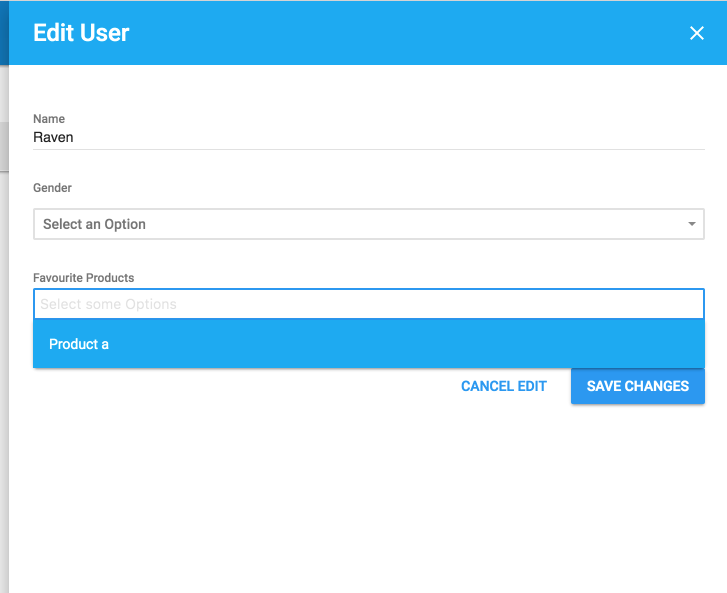 Edit User
Name
Raven
Gender
Select an Option
Favourite Products
Select some Options
Product a
CANCEL EDIT
SAVE CHANGES